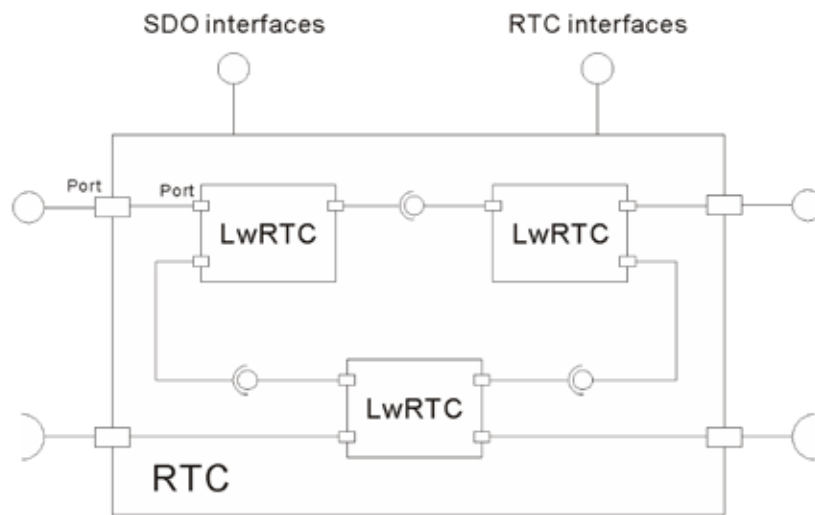 SDO interfaces
RTC interfaces
Port
Port
LwRTC
LwRTC
LwRTC
RTC